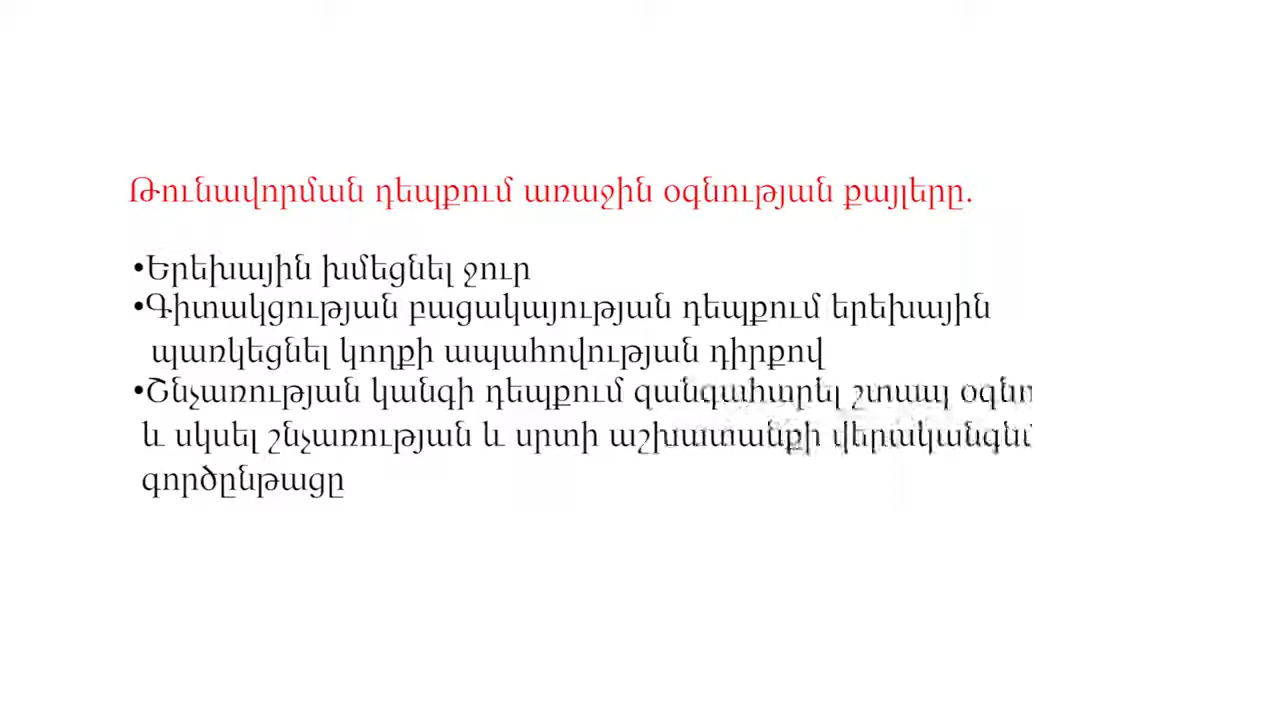 Թունավորման դեպքում առաջին օգնության քայլերը.
•Երեխային խմեցնել ջուր
•Գիտակցության բացակայության դեպքում երեխային
պառկեցնել կողքի ապահովության դիրքով
•Շնչառության կանգի դեպքում զանգահարել շտապ
և սկսել շնչառության և սրտի աշխատանքի
գործընթացը